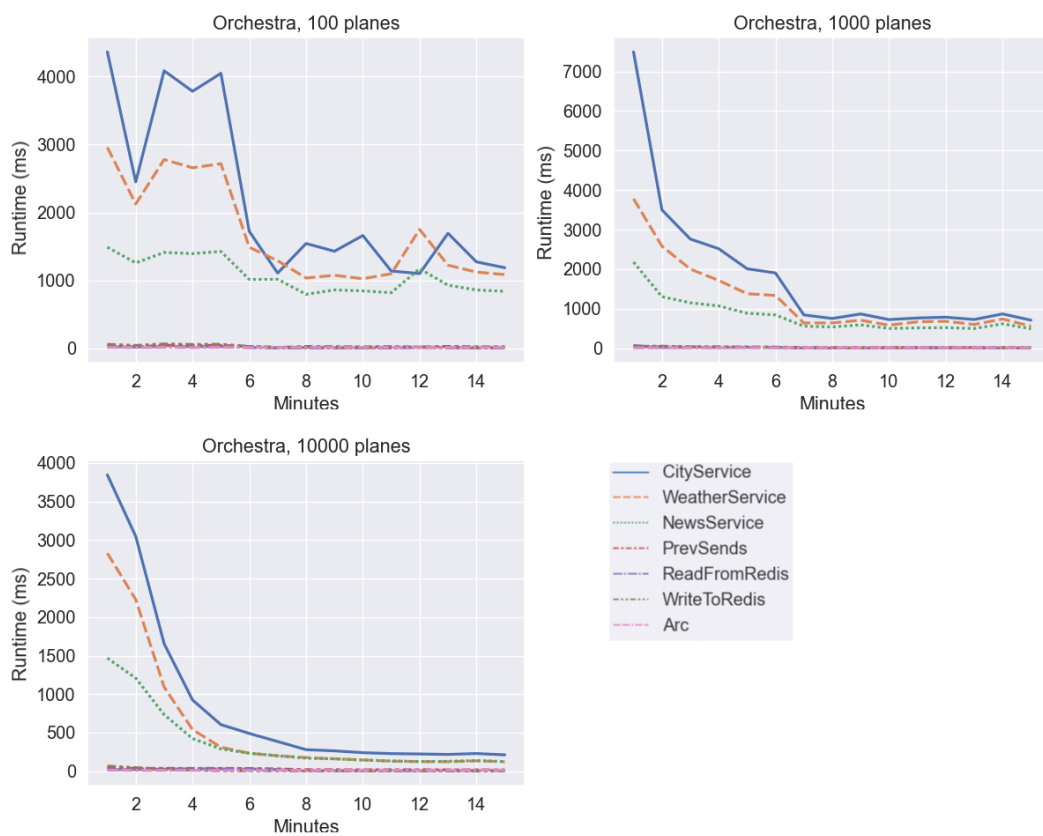 Orchestra, 100 planes
4000
3000
2000
1000
0
Runtime (ms)
2 4 6 8 10 12 14
Minutes
Orchestra, 1000 planes
7000
6000
5000
4000
3000
2000
1000
0
Runtime (ms)
2 4 6 8 10 12 14
Minutes
Orchestra, 10000 planes
4000
3500
3000
2500
2000
1500
1000
500
0
Runtime (ms)
2 4 6 8 10 12 14
Minutes
CityService
WeatherService
NewsService
PrevSends
ReadFromRedis
WriteToRedis
Arc